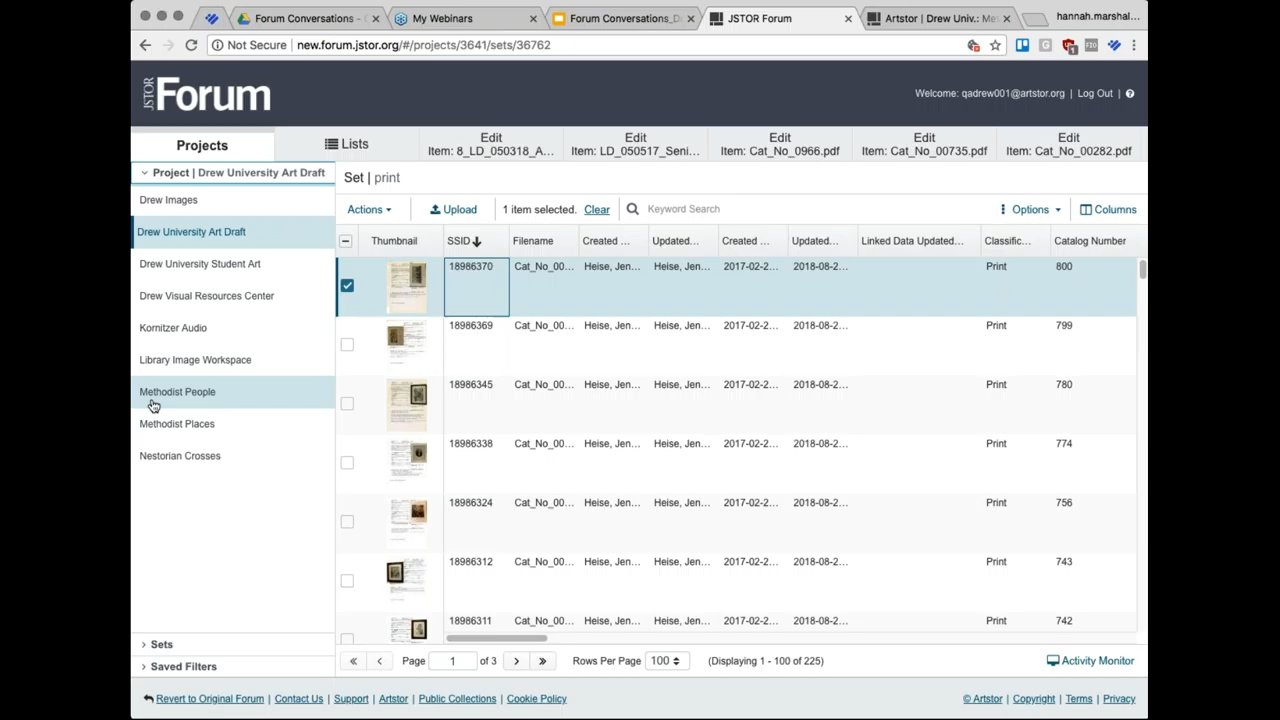 Forum Conversations - G
My Webinars
Forum Conversations_D
JSTOR Forum
Artstor | Drew Univ.: Me
hannah.marshal...
Not Secure | new.forum.jstor.org/#/projects/3641/sets/36762
JSTOR Forum
Welcome: qadrew001@artstor.org | Log Out | ?
Projects
Lists
Edit
Item: 8_LD_050318_A...
Edit
Item: LD_050517_Seni...
Edit
Item: Cat_No_0966.pdf
Edit
Item: Cat_No_00735.pdf
Edit
Item: Cat_No_00282.pdf
Project | Drew University Art Draft
Drew Images
Drew University Art Draft
Drew University Student Art
Drew Visual Resources Center
Kornitzer Audio
Library Image Workspace
Methodist People
Methodist Places
Nestorian Crosses
Sets
Saved Filters
Set | print
Actions
Upload
1 item selected. Clear
Keyword Search
Options
Columns
Thumbnail SSID Filename Created ... Updated... Created ... Updated... Linked Data Updated... Classific... Catalog Number
18986370 Cat_No_00... Heise, Jen... Heise, Jen... 2017-02-2... 2018-08-2... Print 800
18986369 Cat_No_00... Heise, Jen... Heise, Jen... 2017-02-2... 2018-08-2... Print 799
18986345 Cat_No_00... Heise, Jen... Heise, Jen... 2017-02-2... 2018-08-2... Print 780
18986338 Cat_No_00... Heise, Jen... Heise, Jen... 2017-02-2... 2018-08-2... Print 774
18986324 Cat_No_00... Heise, Jen... Heise, Jen... 2017-02-2... 2018-08-2... Print 756
18986312 Cat_No_00... Heise, Jen... Heise, Jen... 2017-02-2... 2018-08-2... Print 743
18986311 Cat_No_00... Heise, Jen... Heise, Jen... 2017-02-2... 2018-08-2... Print 742
Page 1 of 3
Rows Per Page 100
(Displaying 1 - 100 of 225)
Activity Monitor
Revert to Original Forum | Contact Us | Support | Artstor | Public Collections | Cookie Policy
© Artstor | Copyright | Terms | Privacy